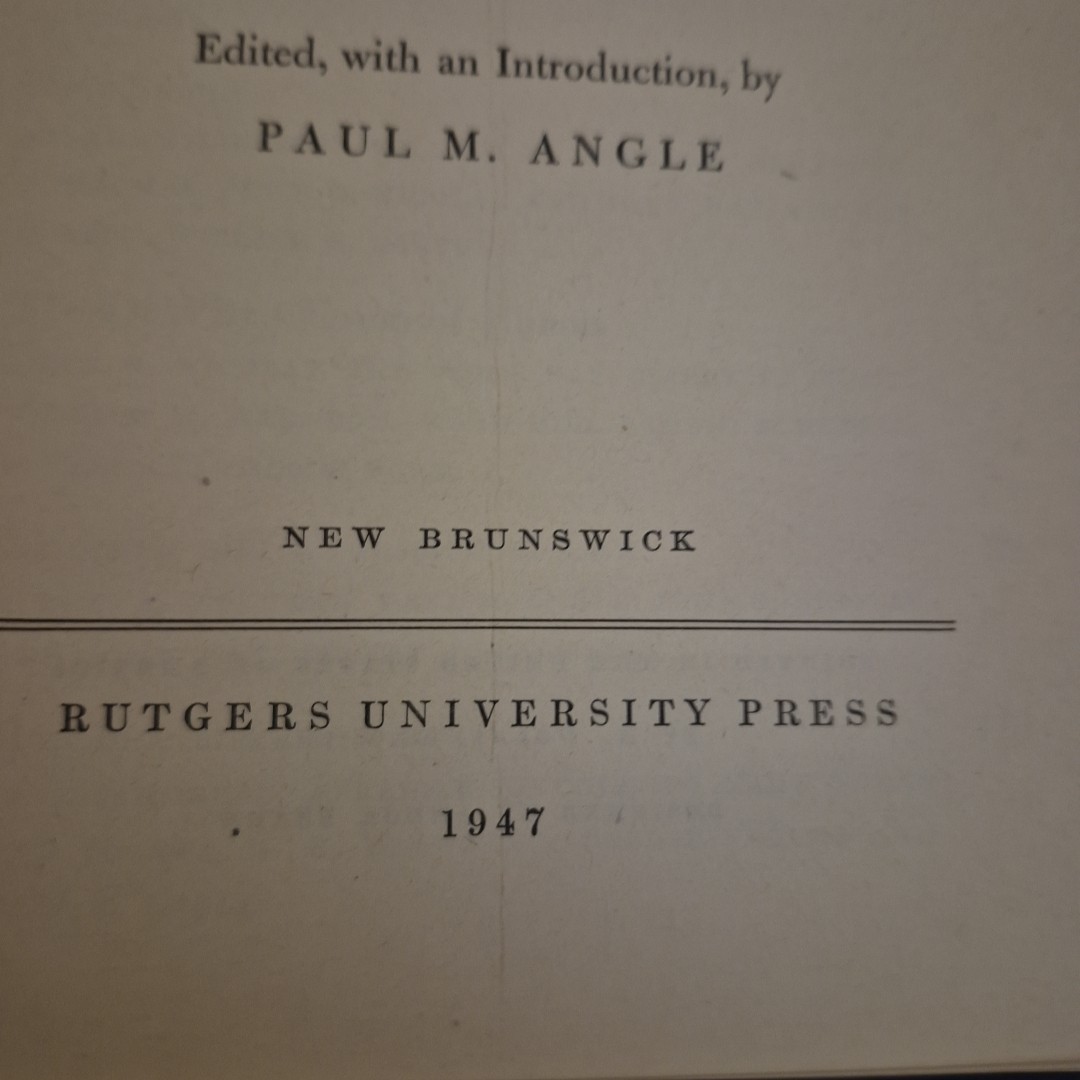 Edited, with an Introduction, by
PAUL M. ANGLE
NEW BRUNSWICK
RUTGERS UNIVERSITY PRESS
1947